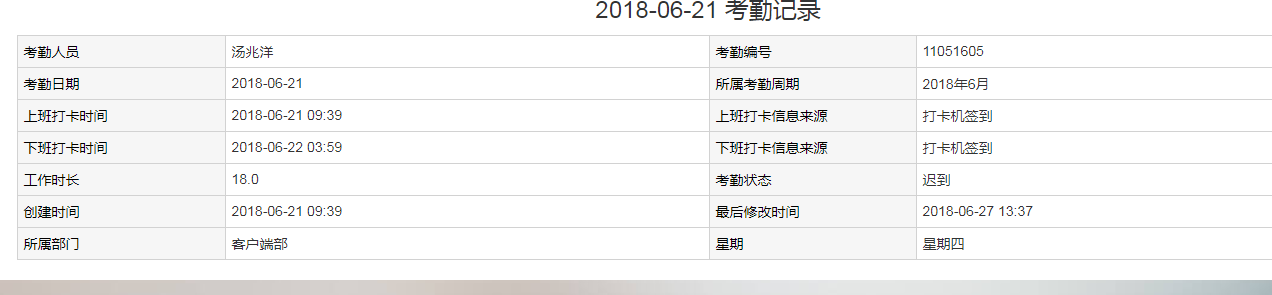 2018-06-21 考勤记录
考勤人员 汤兆洋 考勤编号 11051605
考勤日期 2018-06-21 所属考勤周期 2018年6月
上班打卡时间 2018-06-21 09:39 上班打卡信息来源 打卡机签到
下班打卡时间 2018-06-22 03:59 下班打卡信息来源 打卡机签到
工作时长 18.0 考勤状态 迟到
创建时间 2018-06-21 09:39 最后修改时间 2018-06-27 13:37
所属部门 客户端部 星期 星期四